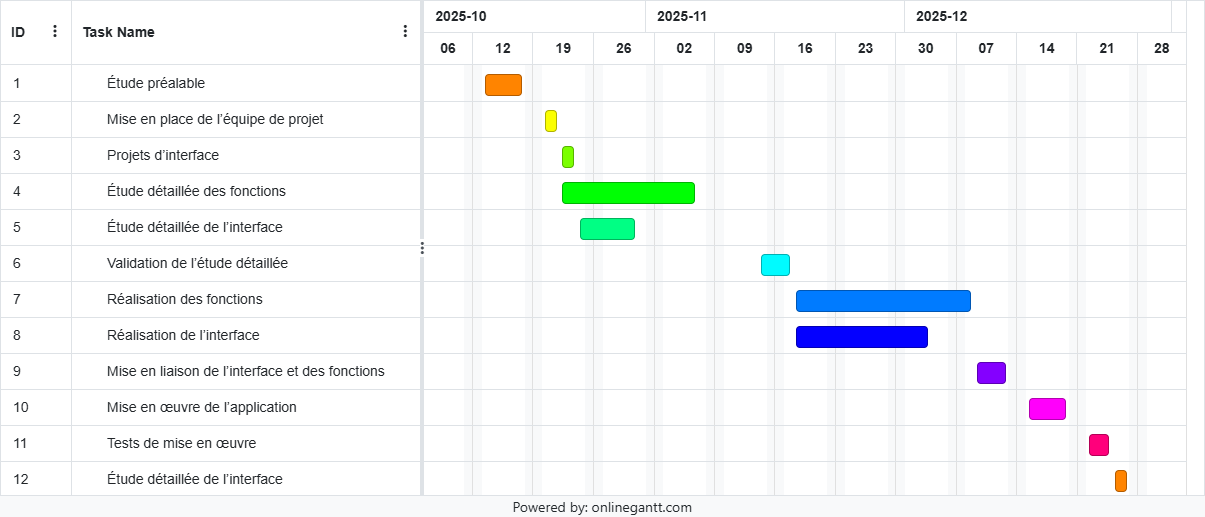 2025-10 2025-11 2025-12
ID Task Name
06 12 19 26 02 09 16 23 30 07 14 21 28
1 Étude préalable
2 Mise en place de l’équipe de projet
3 Projets d’interface
4 Étude détaillée des fonctions
5 Étude détaillée de l’interface
6 Validation de l’étude détaillée
7 Réalisation des fonctions
8 Réalisation de l’interface
9 Mise en liaison de l’interface et des fonctions
10 Mise en œuvre de l’application
11 Tests de mise en œuvre
12 Étude détaillée de l’interface
Powered by: onlinegantt.com